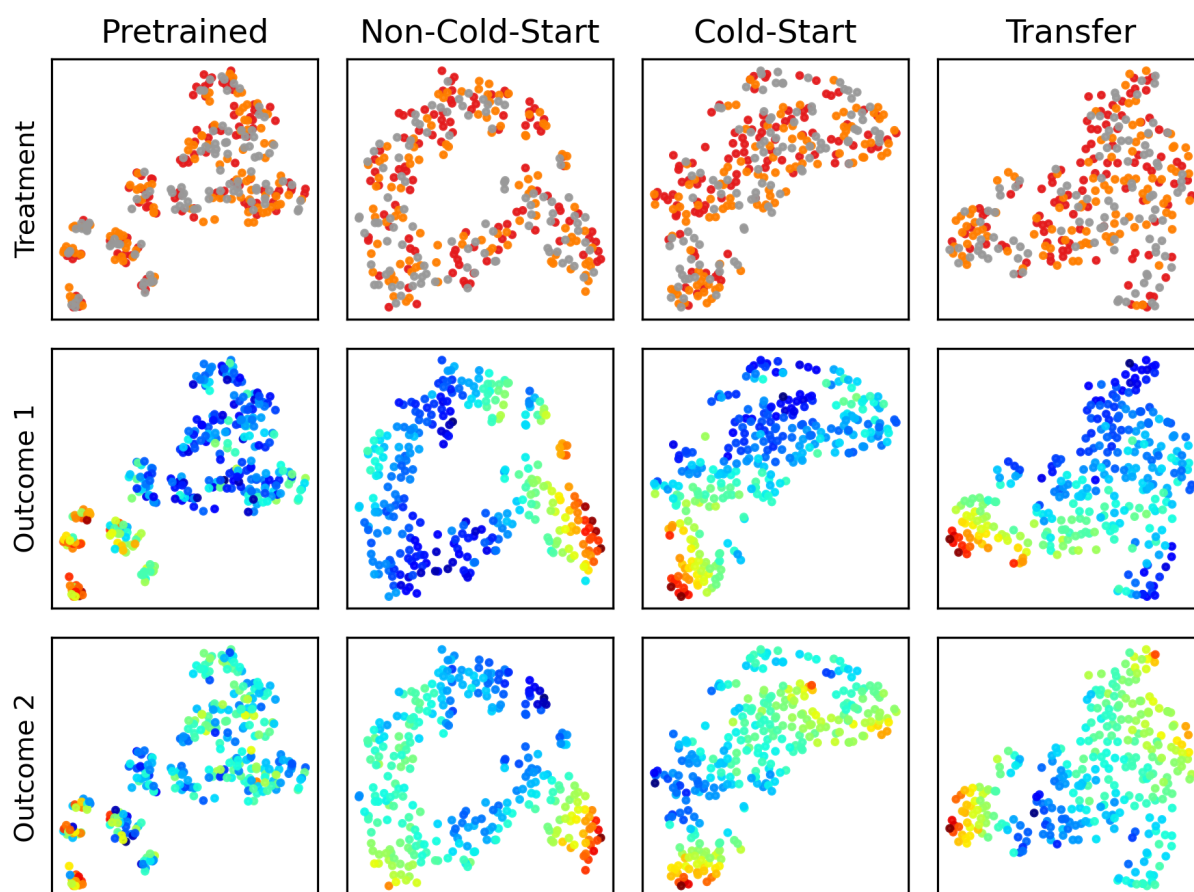 Pretrained
Non-Cold-Start
Cold-Start
Transfer
Treatment
Outcome 1
Outcome 2